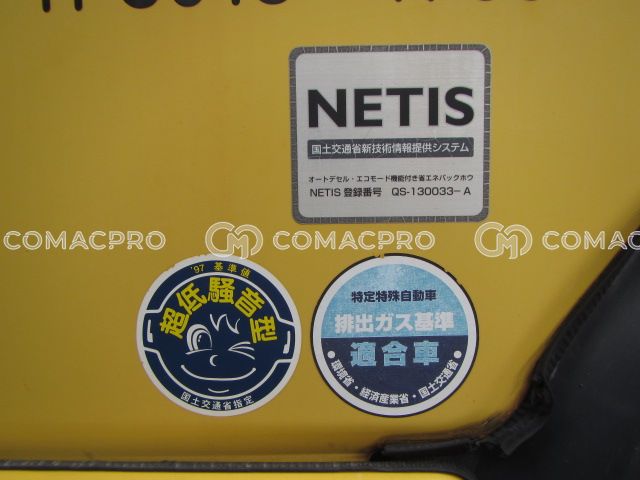 NETIS
国土交通省新技術情報提供システム
オートデセル・エコモード機能付き省エネバックホウ
NETIS 登録番号 QS-130033-A
COMACPRO
COMACPRO
COMACPRO
'97 基準値
超低騒音型
国土交通省指定
特定特殊自動車
排出ガス基準
適合車
・環境省・経済産業省・国土交通省・